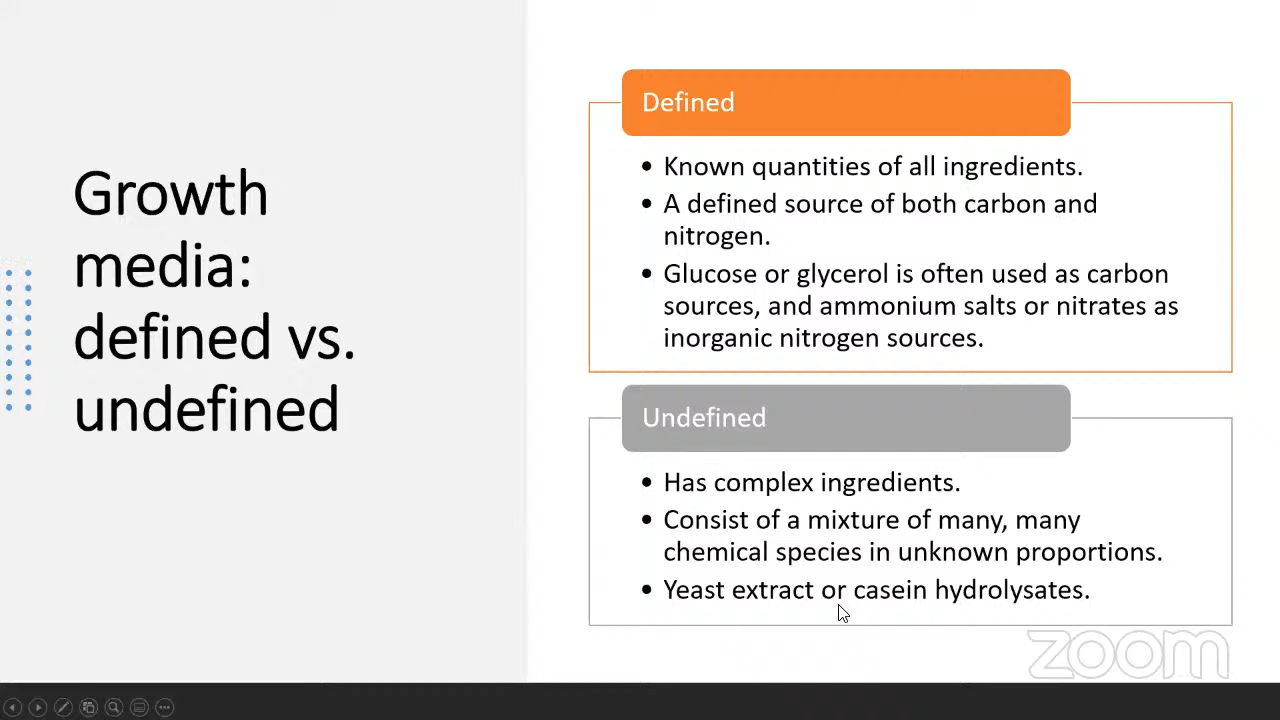 Growth
media:
defined vs.
undefined
Defined
• Known quantities of all ingredients.
• A defined source of both carbon and
nitrogen.
• Glucose or glycerol is often used as carbon
sources, and ammonium salts or nitrates as
inorganic nitrogen sources.
Undefined
• Has complex ingredients.
• Consist of a mixture of many, many
chemical species in unknown proportions.
• Yeast extract or casein hydrolysates.
zoom